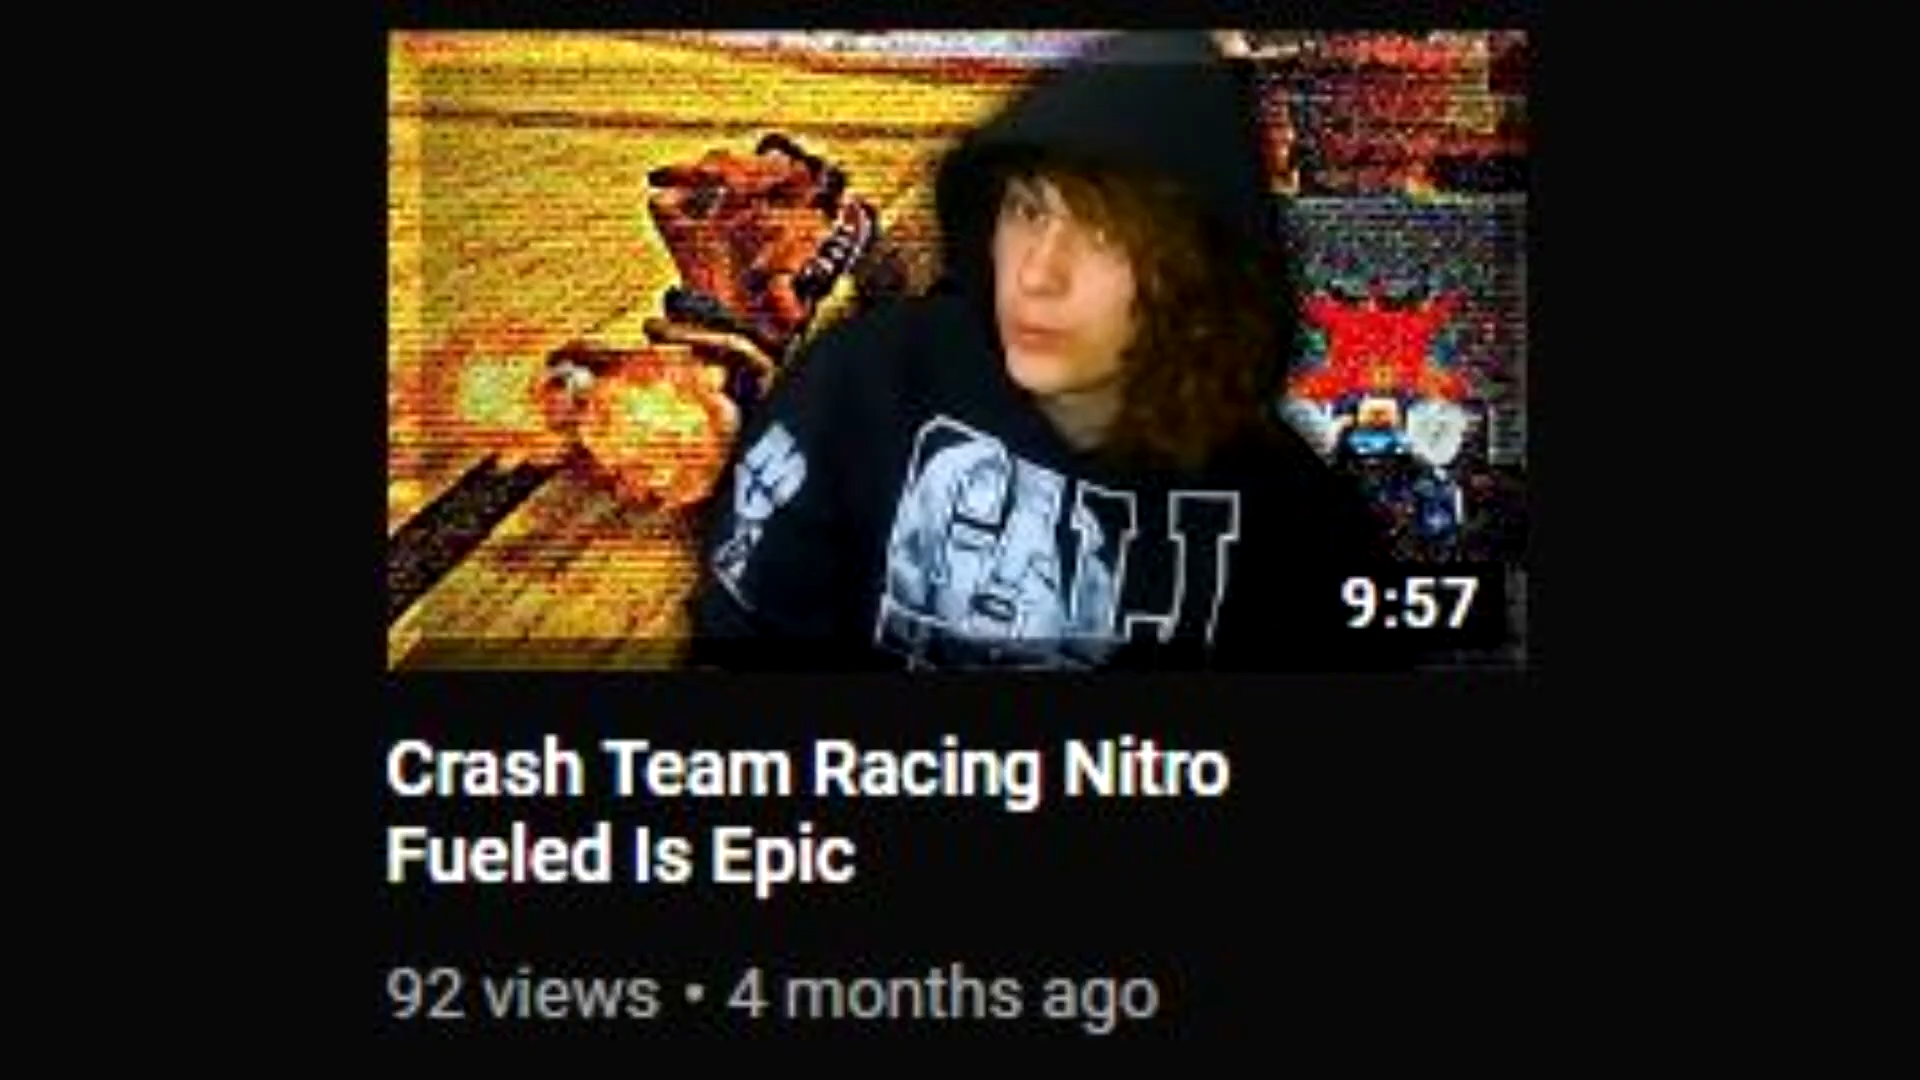 9:57
Crash Team Racing Nitro
Fueled Is Epic
92 views • 4 months ago